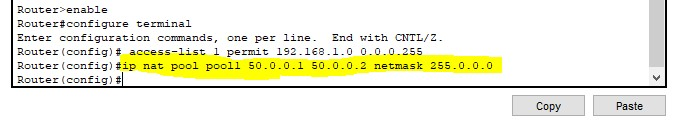 Router>enable
Router#configure terminal
Enter configuration commands, one per line.  End with CNTL/Z.
Router(config)# access-list 1 permit 192.168.1.0 0.0.0.255
Router(config)#ip nat pool pool1 50.0.0.1 50.0.0.2 netmask 255.0.0.0
Router(config)#
Copy Paste